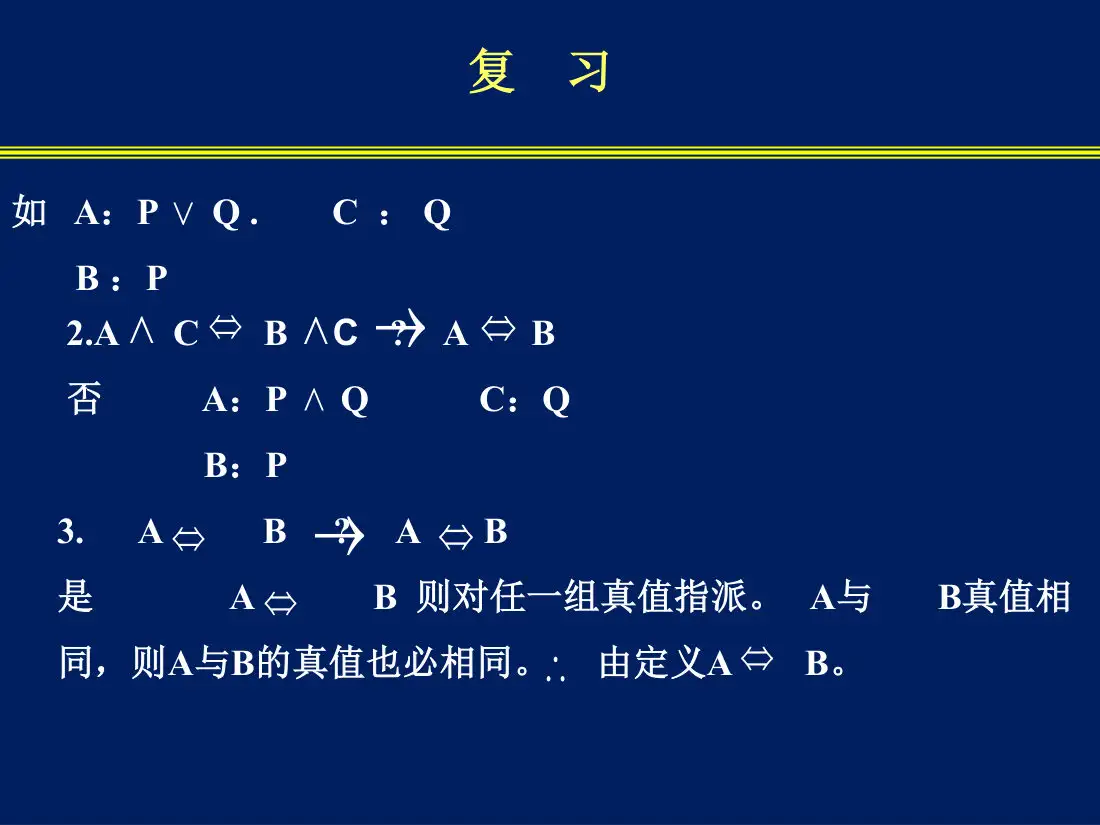 复 习
如 A：P ∨ Q . C ： Q
B：P
2.A ∧ C ⇔ B ∧C →? A ⇔ B
否 A：P ∧ Q C：Q
B：P
3. A ⇔ B →? A ⇔ B
是 A ⇔ B 则对任一组真值指派。 A与 B真值相
同，则A与B的真值也必相同。∴ 由定义A ⇔ B。